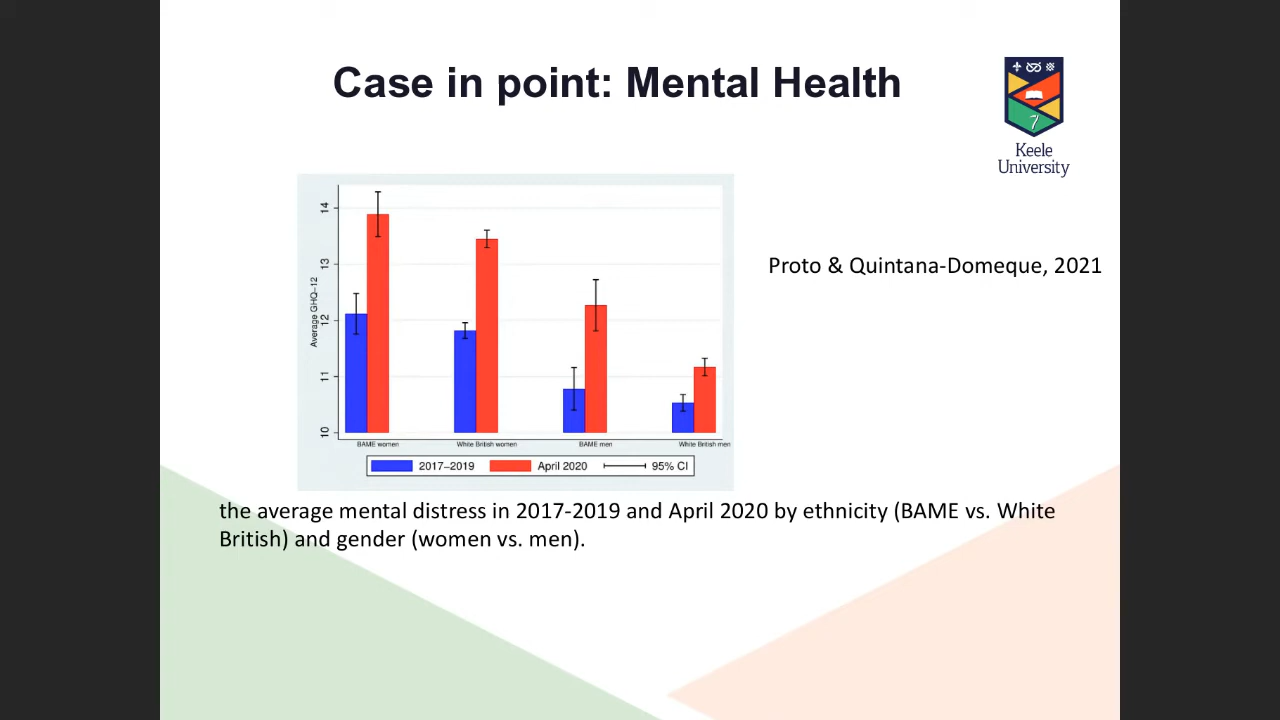 Case in point: Mental Health
Keele
University
14
13
12
11
10
Average GHQ–12
BAME women
White British women
BAME men
White British men
2017–2019
April 2020
95% CI
Proto & Quintana-Domeque, 2021
the average mental distress in 2017-2019 and April 2020 by ethnicity (BAME vs. White
British) and gender (women vs. men).